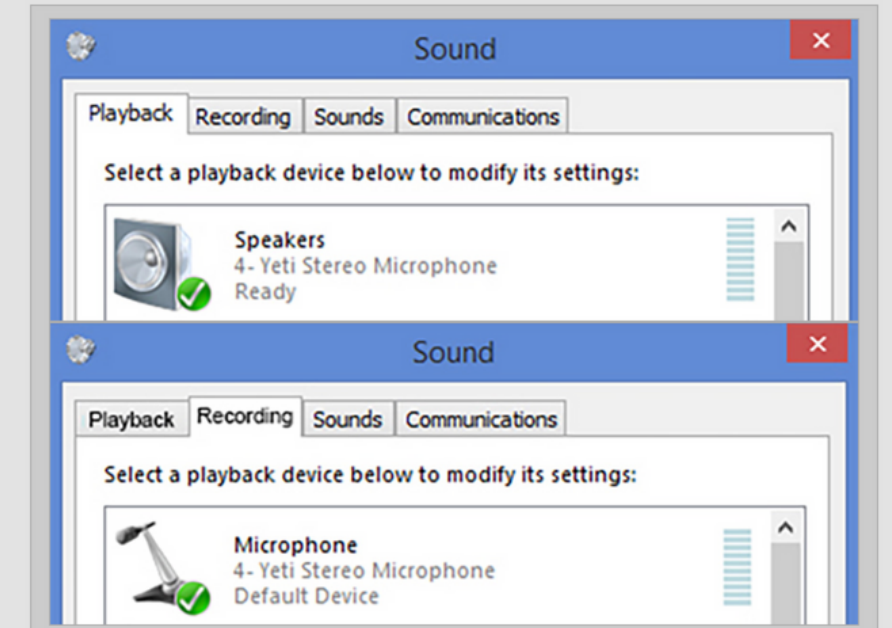 Sound
Playback Recording Sounds Communications
Select a playback device below to modify its settings:
Speakers
4- Yeti Stereo Microphone
Ready
Sound
Playback Recording Sounds Communications
Select a playback device below to modify its settings:
Microphone
4- Yeti Stereo Microphone
Default Device